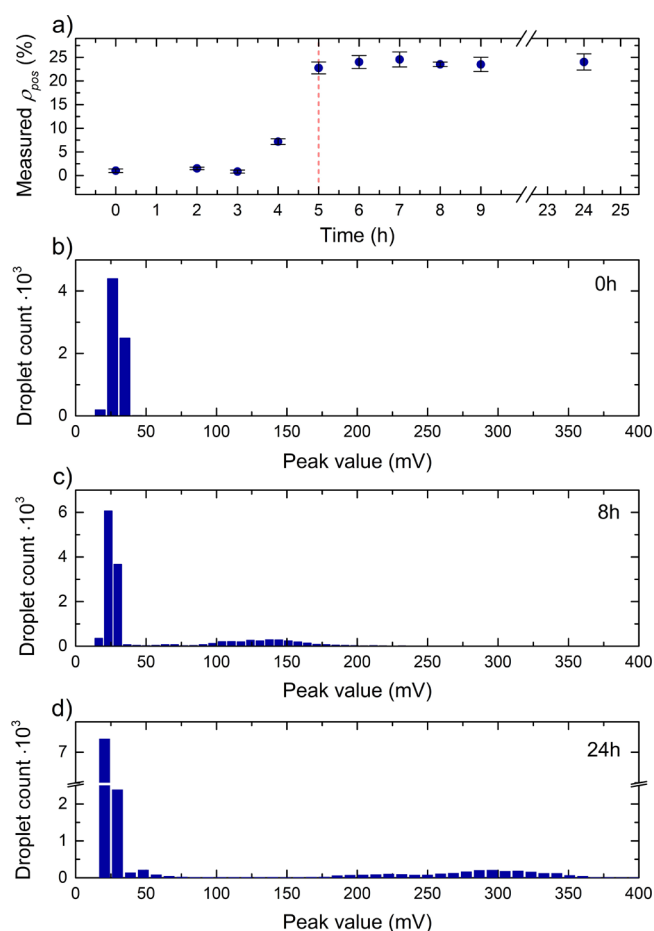 a)
Measured ρpos (%)
25
20
15
10
5
0
0 1 2 3 4 5 6 7 8 9 23 24 25
Time (h)
b)
Droplet count ·10³
4
2
0
0h
0 50 100 150 200 250 300 350 400
Peak value (mV)
c)
Droplet count ·10³
6
4
2
0
8h
0 50 100 150 200 250 300 350 400
Peak value (mV)
d)
Droplet count ·10³
7
2
1
0
24h
0 50 100 150 200 250 300 350 400
Peak value (mV)